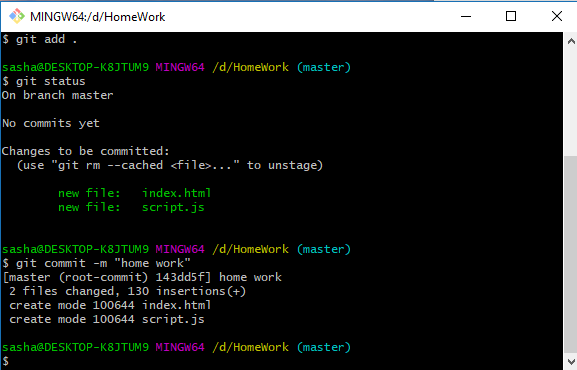 MINGW64:/d/HomeWork
$ git add .
sasha@DESKTOP-K8JTUM9 MINGW64 /d/HomeWork (master)
$ git status
On branch master
No commits yet
Changes to be committed:
  (use "git rm --cached <file>..." to unstage)
        new file:   index.html
        new file:   script.js
sasha@DESKTOP-K8JTUM9 MINGW64 /d/HomeWork (master)
$ git commit -m "home work"
[master (root-commit) 143dd5f] home work
 2 files changed, 130 insertions(+)
 create mode 100644 index.html
 create mode 100644 script.js
sasha@DESKTOP-K8JTUM9 MINGW64 /d/HomeWork (master)
$